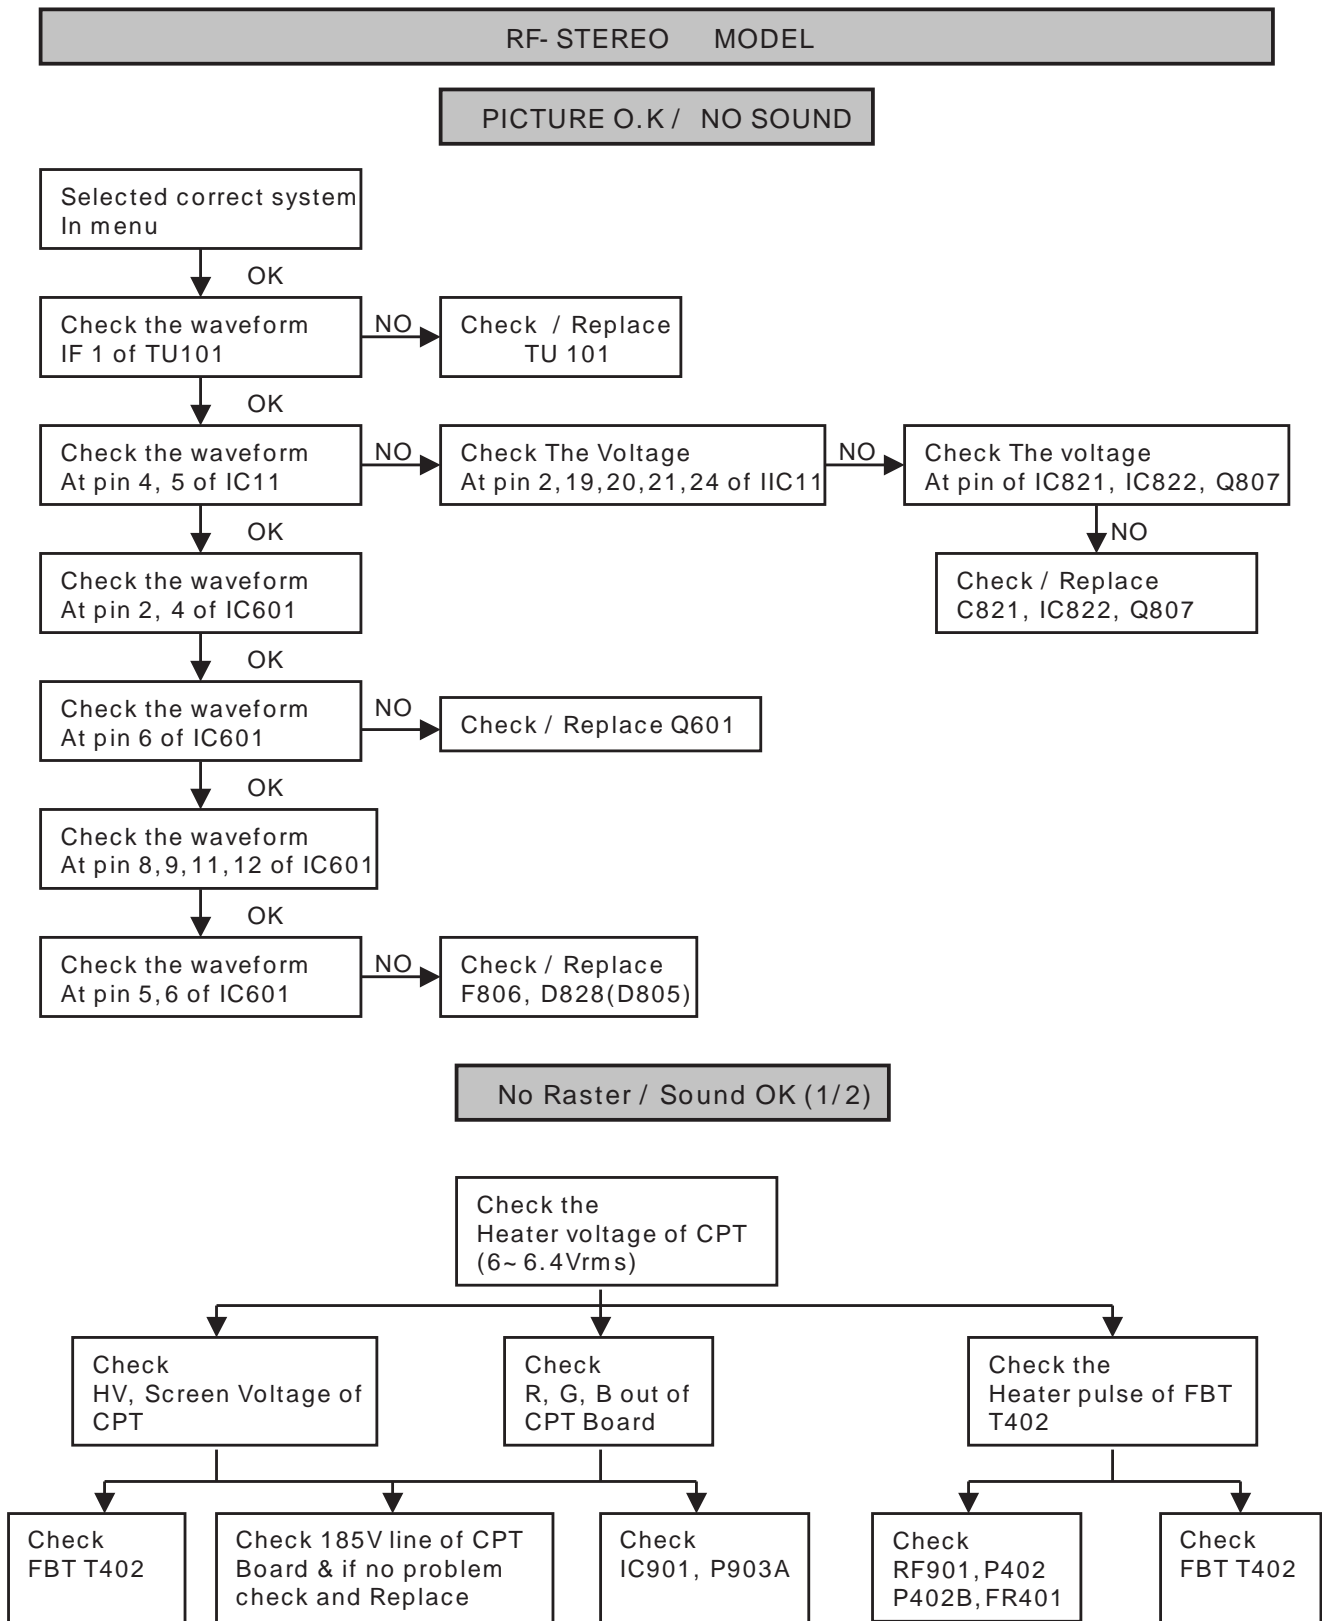 RF- STEREO MODEL
PICTURE O.K / NO SOUND
Selected correct system
In menu
OK
Check the waveform
IF 1 of TU101
NO
Check / Replace
TU 101
OK
Check the waveform
At pin 4, 5 of IC11
NO
Check The Voltage
At pin 2,19,20,21,24 of IIC11
NO
Check The voltage
At pin of IC821, IC822, Q807
OK
NO
Check the waveform
At pin 2, 4 of IC601
Check / Replace
C821, IC822, Q807
OK
Check the waveform
At pin 6 of IC601
NO
Check / Replace Q601
OK
Check the waveform
At pin 8,9,11,12 of IC601
OK
Check the waveform
At pin 5,6 of IC601
NO
Check / Replace
F806, D828(D805)
No Raster / Sound OK (1/2)
Check the
Heater voltage of CPT
(6~6.4Vrms)
Check
HV, Screen Voltage of
CPT
Check
R, G, B out of
CPT Board
Check the
Heater pulse of FBT
T402
Check
FBT T402
Check 185V line of CPT
Board & if no problem
check and Replace
Check
IC901, P903A
Check
RF901,P402
P402B,FR401
Check
FBT T402